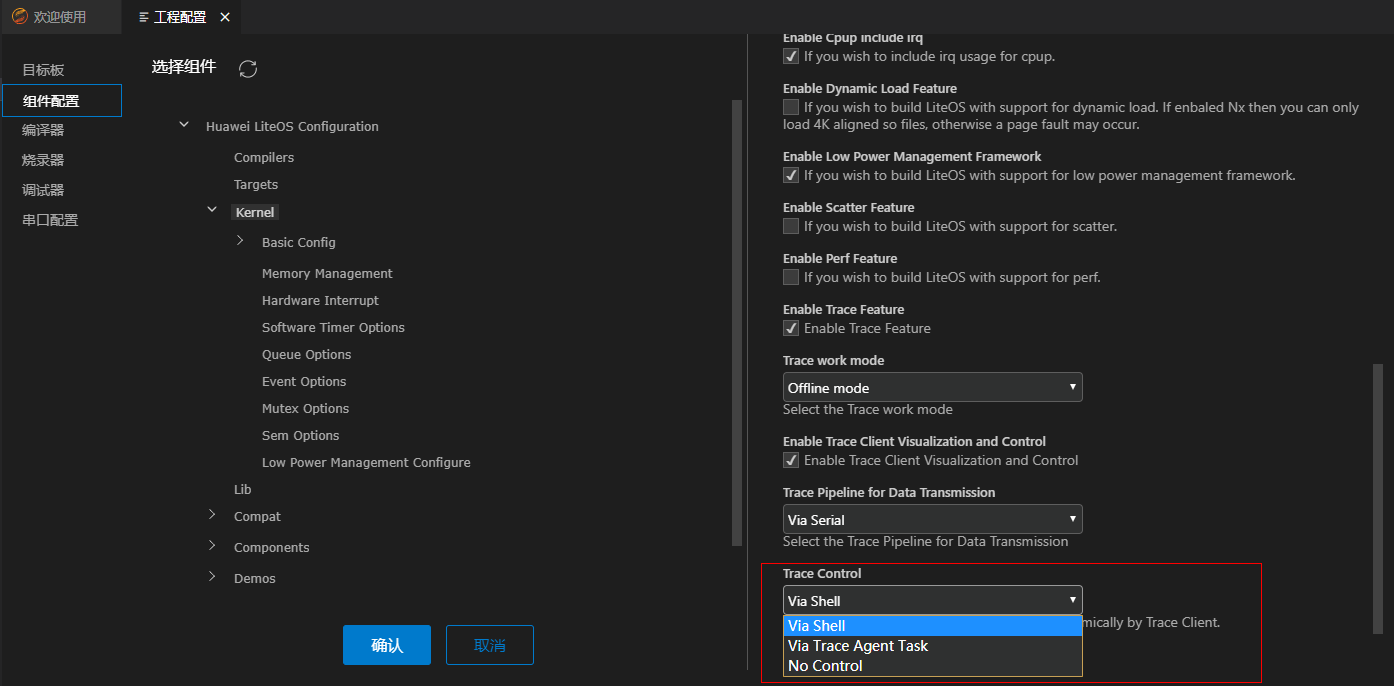 欢迎使用
工程配置
目标板
组件配置
编译器
烧录器
调试器
串口配置
选择组件
Huawei LiteOS Configuration
Compilers
Targets
Kernel
Basic Config
Memory Management
Hardware Interrupt
Software Timer Options
Queue Options
Event Options
Mutex Options
Sem Options
Low Power Management Configure
Lib
Compat
Components
Demos
确认
取消
Enable Cpup include irq
If you wish to include irq usage for cpup.
Enable Dynamic Load Feature
If you wish to build LiteOS with support for dynamic load. If enbaled Nx then you can only
load 4K aligned so files, otherwise a page fault may occur.
Enable Low Power Management Framework
If you wish to build LiteOS with support for low power management framework.
Enable Scatter Feature
If you wish to build LiteOS with support for scatter.
Enable Perf Feature
If you wish to build LiteOS with support for perf.
Enable Trace Feature
Enable Trace Feature
Trace work mode
Offline mode
Select the Trace work mode
Enable Trace Client Visualization and Control
Enable Trace Client Visualization and Control
Trace Pipeline for Data Transmission
Via Serial
Select the Trace Pipeline for Data Transmission
Trace Control
Via Shell
Via Shell
mically by Trace Client.
Via Trace Agent Task
No Control